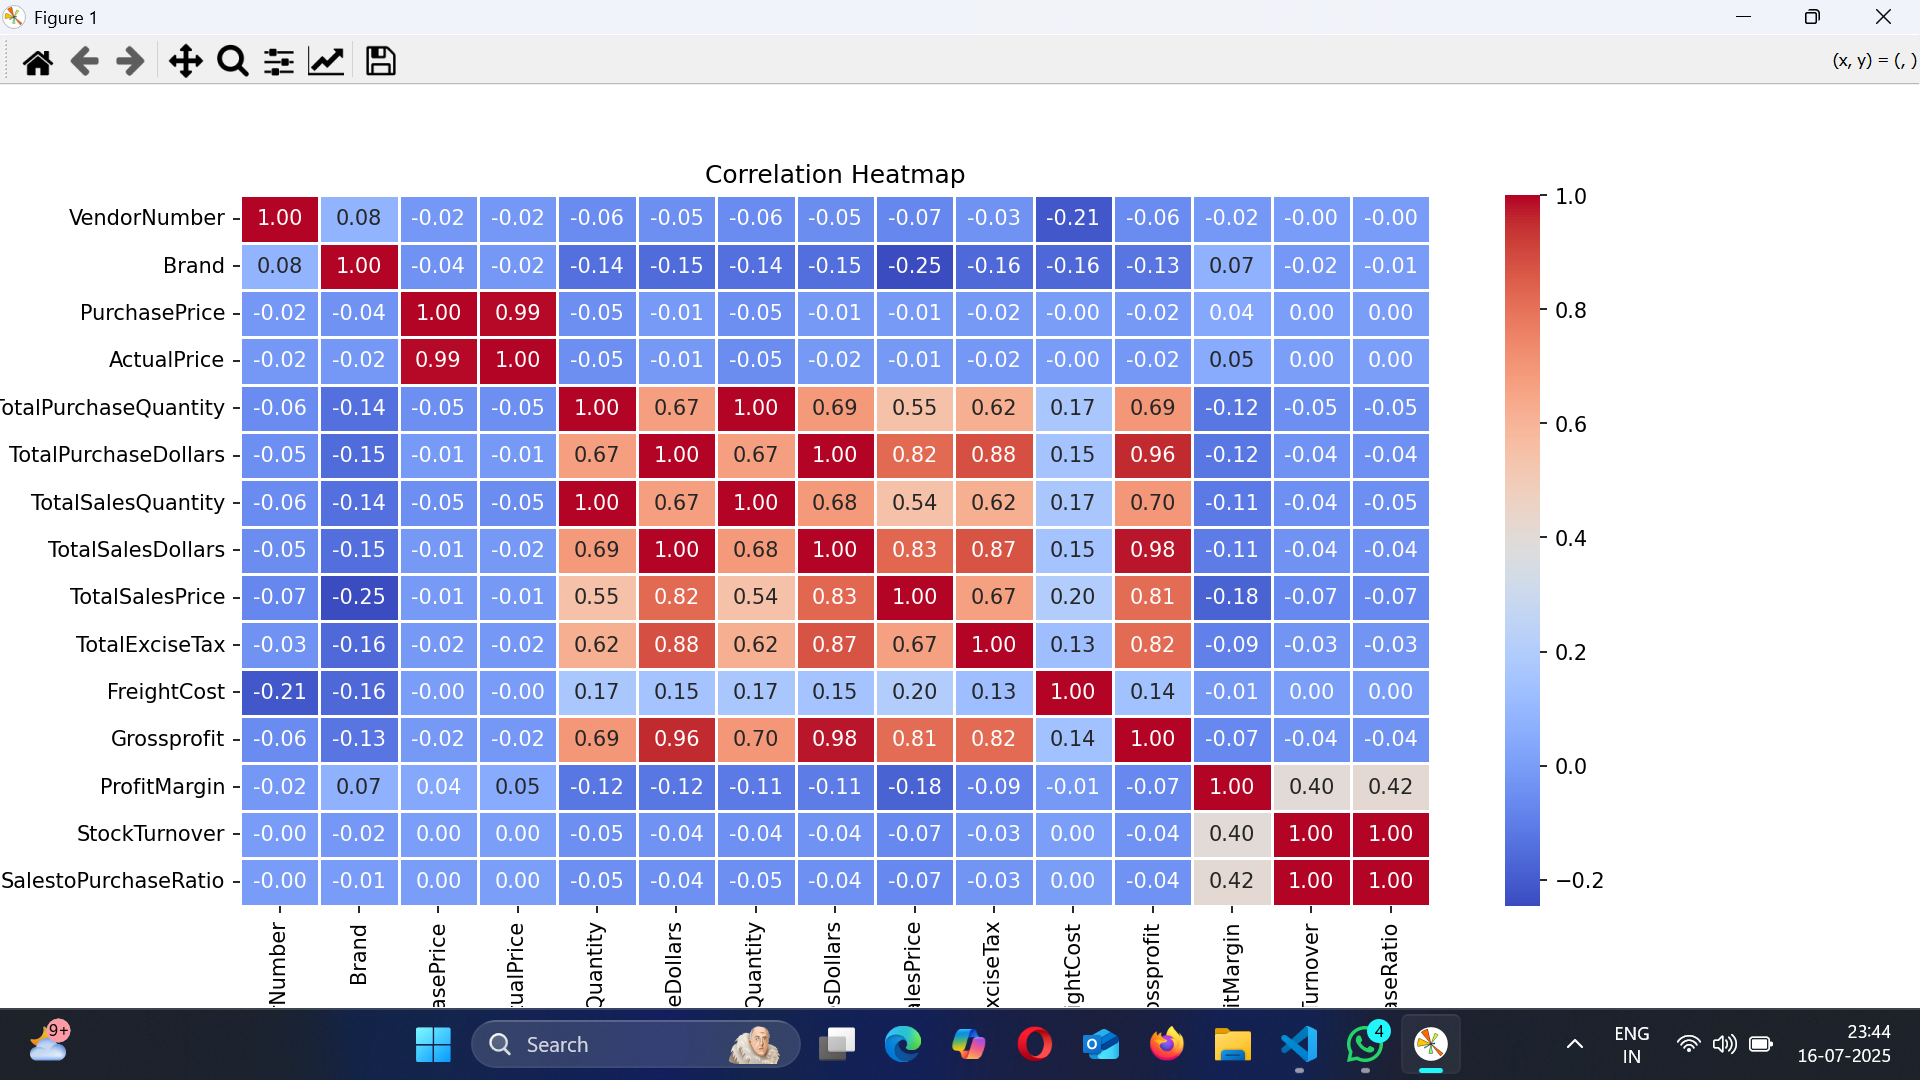 Figure 1
(x, y) = (, )
Correlation Heatmap
VendorNumber 1.00 0.08 -0.02 -0.02 -0.06 -0.05 -0.06 -0.05 -0.07 -0.03 -0.21 -0.06 -0.02 -0.00 -0.00
Brand 0.08 1.00 -0.04 -0.02 -0.14 -0.15 -0.14 -0.15 -0.25 -0.16 -0.16 -0.13 0.07 -0.02 -0.01
PurchasePrice -0.02 -0.04 1.00 0.99 -0.05 -0.01 -0.05 -0.01 -0.01 -0.02 -0.00 -0.02 0.04 0.00 0.00
ActualPrice -0.02 -0.02 0.99 1.00 -0.05 -0.01 -0.05 -0.02 -0.01 -0.02 -0.00 -0.02 0.05 0.00 0.00
otalPurchaseQuantity -0.06 -0.14 -0.05 -0.05 1.00 0.67 1.00 0.69 0.55 0.62 0.17 0.69 -0.12 -0.05 -0.05
TotalPurchaseDollars -0.05 -0.15 -0.01 -0.01 0.67 1.00 0.67 1.00 0.82 0.88 0.15 0.96 -0.12 -0.04 -0.04
TotalSalesQuantity -0.06 -0.14 -0.05 -0.05 1.00 0.67 1.00 0.68 0.54 0.62 0.17 0.70 -0.11 -0.04 -0.05
TotalSalesDollars -0.05 -0.15 -0.01 -0.02 0.69 1.00 0.68 1.00 0.83 0.87 0.15 0.98 -0.11 -0.04 -0.04
TotalSalesPrice -0.07 -0.25 -0.01 -0.01 0.55 0.82 0.54 0.83 1.00 0.67 0.20 0.81 -0.18 -0.07 -0.07
TotalExciseTax -0.03 -0.16 -0.02 -0.02 0.62 0.88 0.62 0.87 0.67 1.00 0.13 0.82 -0.09 -0.03 -0.03
FreightCost -0.21 -0.16 -0.00 -0.00 0.17 0.15 0.17 0.15 0.20 0.13 1.00 0.14 -0.01 0.00 0.00
Grossprofit -0.06 -0.13 -0.02 -0.02 0.69 0.96 0.70 0.98 0.81 0.82 0.14 1.00 -0.07 -0.04 -0.04
ProfitMargin -0.02 0.07 0.04 0.05 -0.12 -0.12 -0.11 -0.11 -0.18 -0.09 -0.01 -0.07 1.00 0.40 0.42
StockTurnover -0.00 -0.02 0.00 0.00 -0.05 -0.04 -0.04 -0.04 -0.07 -0.03 0.00 -0.04 0.40 1.00 1.00
SalestoPurchaseRatio -0.00 -0.01 0.00 0.00 -0.05 -0.04 -0.05 -0.04 -0.07 -0.03 0.00 -0.04 0.42 1.00 1.00
rNumber
Brand
asePrice
tualPrice
Quantity
eDollars
Quantity
sDollars
alesPrice
xciseTax
ghtCost
ossprofit
itMargin
Turnover
aseRatio
1.0
0.8
0.6
0.4
0.2
0.0
−0.2
9+
Search
4
ENG
IN
23:44
16-07-2025